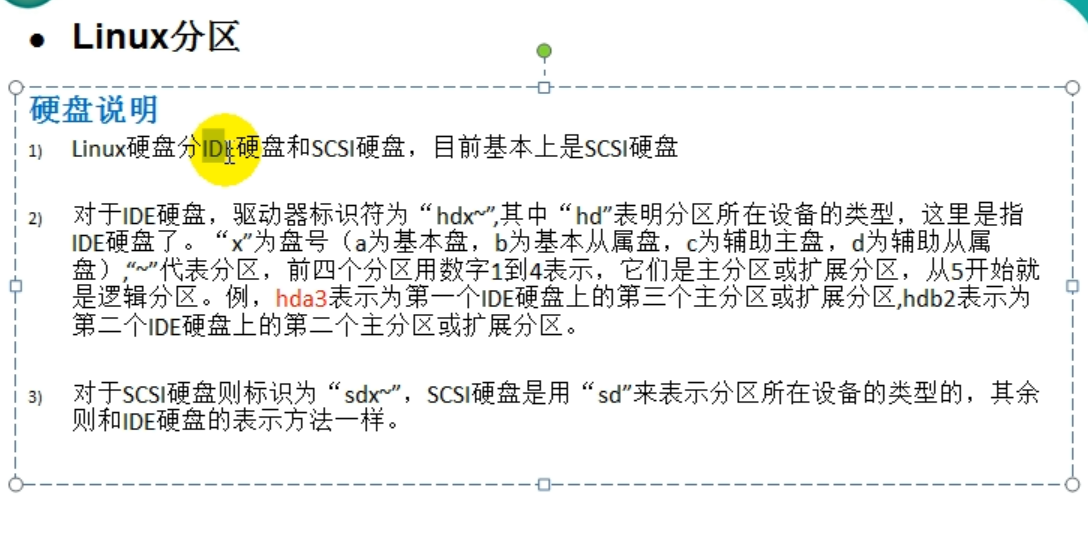 • Linux分区
硬盘说明
1) Linux硬盘分IDE硬盘和SCSI硬盘，目前基本上是SCSI硬盘
2) 对于IDE硬盘，驱动器标识符为“hdx~”,其中“hd”表明分区所在设备的类型，这里是指
IDE硬盘了。“x”为盘号（a为基本盘，b为基本从属盘，c为辅助主盘，d为辅助从属
盘）,“~”代表分区，前四个分区用数字1到4表示，它们是主分区或扩展分区，从5开始就
是逻辑分区。例，hda3表示为第一个IDE硬盘上的第三个主分区或扩展分区,hdb2表示为
第二个IDE硬盘上的第二个主分区或扩展分区。
3) 对于SCSI硬盘则标识为“sdx~”，SCSI硬盘是用“sd”来表示分区所在设备的类型的，其余
则和IDE硬盘的表示方法一样。